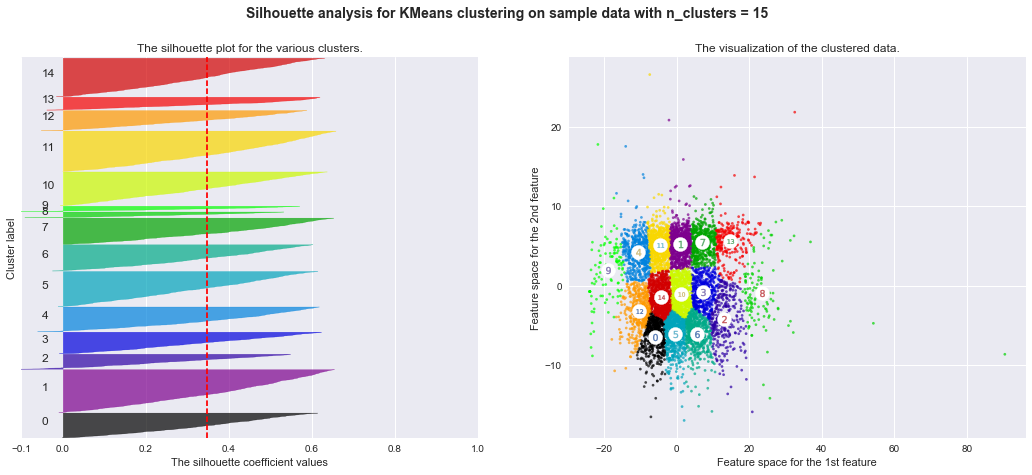 Silhouette analysis for KMeans clustering on sample data with n_clusters = 15
The silhouette plot for the various clusters.
14
13
12
11
10
9
8
7
6
5
4
3
2
1
0
Cluster label
−0.1 0.0 0.2 0.4 0.6 0.8 1.0
The silhouette coefficient values
The visualization of the clustered data.
20
10
0
−10
Feature space for the 2nd feature
4 11 1 7 13
9
12 14 10 3 8
2
0 5 6
−20 0 20 40 60 80
Feature space for the 1st feature